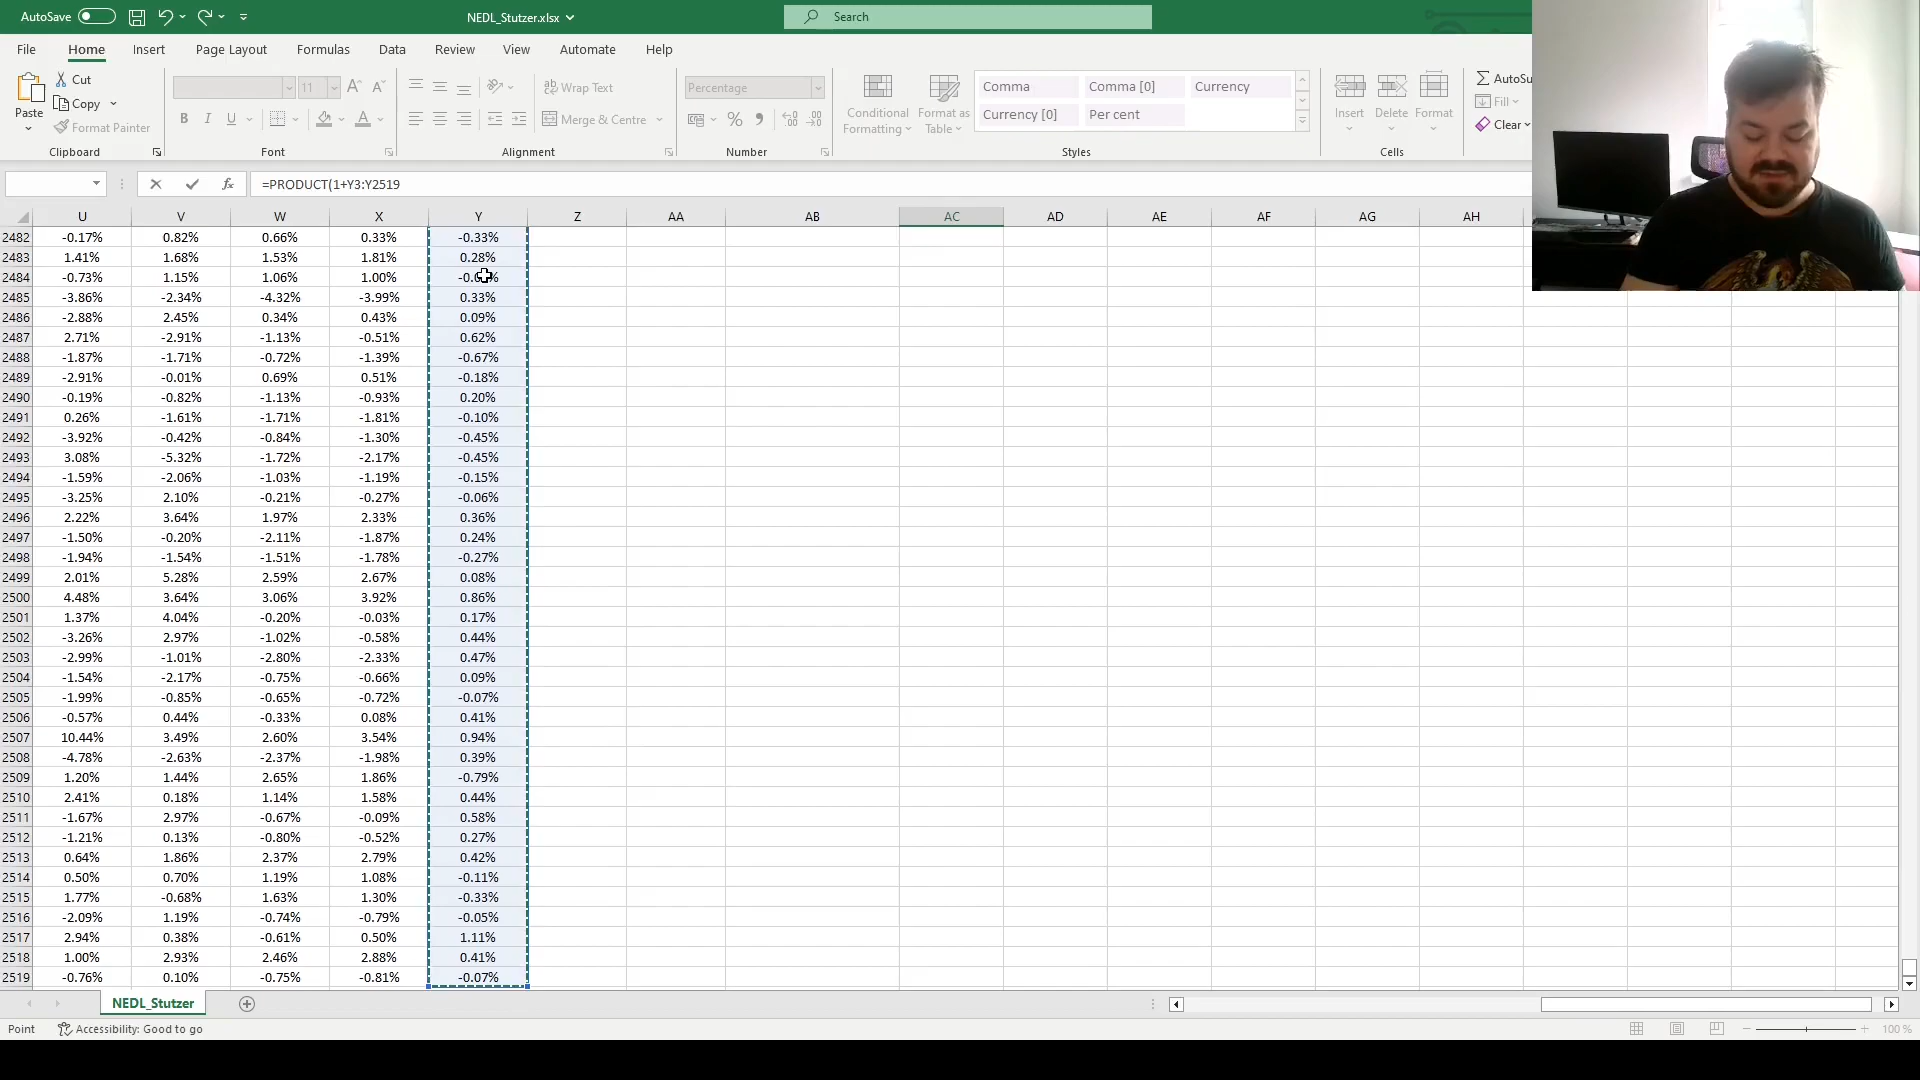 AutoSave
NEDL_Stutzer.xlsx
Search
File Home Insert Page Layout Formulas Data Review View Automate Help
Paste
Cut
Copy
Format Painter
Clipboard
11
Font
Wrap Text
Merge & Centre
Alignment
Percentage
Number
Conditional Formatting
Format as Table
Comma Comma [0] Currency
Currency [0] Per cent
Styles
Insert Delete Format
Cells
AutoSu
Fill
Clear
=PRODUCT(1+Y3:Y2519
U V W X Y Z AA AB AC AD AE AF AG AH
2482 -0.17% 0.82% 0.66% 0.33% -0.33%
2483 1.41% 1.68% 1.53% 1.81% 0.28%
2484 -0.73% 1.15% 1.06% 1.00%
2485 -3.86% -2.34% -4.32% -3.99% 0.33%
2486 -2.88% 2.45% 0.34% 0.43% 0.09%
2487 2.71% -2.91% -1.13% -0.51% 0.62%
2488 -1.87% -1.71% -0.72% -1.39% -0.67%
2489 -2.91% -0.01% 0.69% 0.51% -0.18%
2490 -0.19% -0.82% -1.13% -0.93% 0.20%
2491 0.26% -1.61% -1.71% -1.81% -0.10%
2492 -3.92% -0.42% -0.84% -1.30% -0.45%
2493 3.08% -5.32% -1.72% -2.17% -0.45%
2494 -1.59% -2.06% -1.03% -1.19% -0.15%
2495 -3.25% 2.10% -0.21% -0.27% -0.06%
2496 2.22% 3.64% 1.97% 2.33% 0.36%
2497 -1.50% -0.20% -2.11% -1.87% 0.24%
2498 -1.94% -1.54% -1.51% -1.78% -0.27%
2499 2.01% 5.28% 2.59% 2.67% 0.08%
2500 4.48% 3.64% 3.06% 3.92% 0.86%
2501 1.37% 4.04% -0.20% -0.03% 0.17%
2502 -3.26% 2.97% -1.02% -0.58% 0.44%
2503 -2.99% -1.01% -2.80% -2.33% 0.47%
2504 -1.54% -2.17% -0.75% -0.66% 0.09%
2505 -1.99% -0.85% -0.65% -0.72% -0.07%
2506 -0.57% 0.44% -0.33% 0.08% 0.41%
2507 10.44% 3.49% 2.60% 3.54% 0.94%
2508 -4.78% -2.63% -2.37% -1.98% 0.39%
2509 1.20% 1.44% 2.65% 1.86% -0.79%
2510 2.41% 0.18% 1.14% 1.58% 0.44%
2511 -1.67% 2.97% -0.67% -0.09% 0.58%
2512 -1.21% 0.13% -0.80% -0.52% 0.27%
2513 0.64% 1.86% 2.37% 2.79% 0.42%
2514 0.50% 0.70% 1.19% 1.08% -0.11%
2515 1.77% -0.68% 1.63% 1.30% -0.33%
2516 -2.09% 1.19% -0.74% -0.79% -0.05%
2517 2.94% 0.38% -0.61% 0.50% 1.11%
2518 1.00% 2.93% 2.46% 2.88% 0.41%
2519 -0.76% 0.10% -0.75% -0.81% -0.07%
NEDL_Stutzer
Point Accessibility: Good to go 100 %